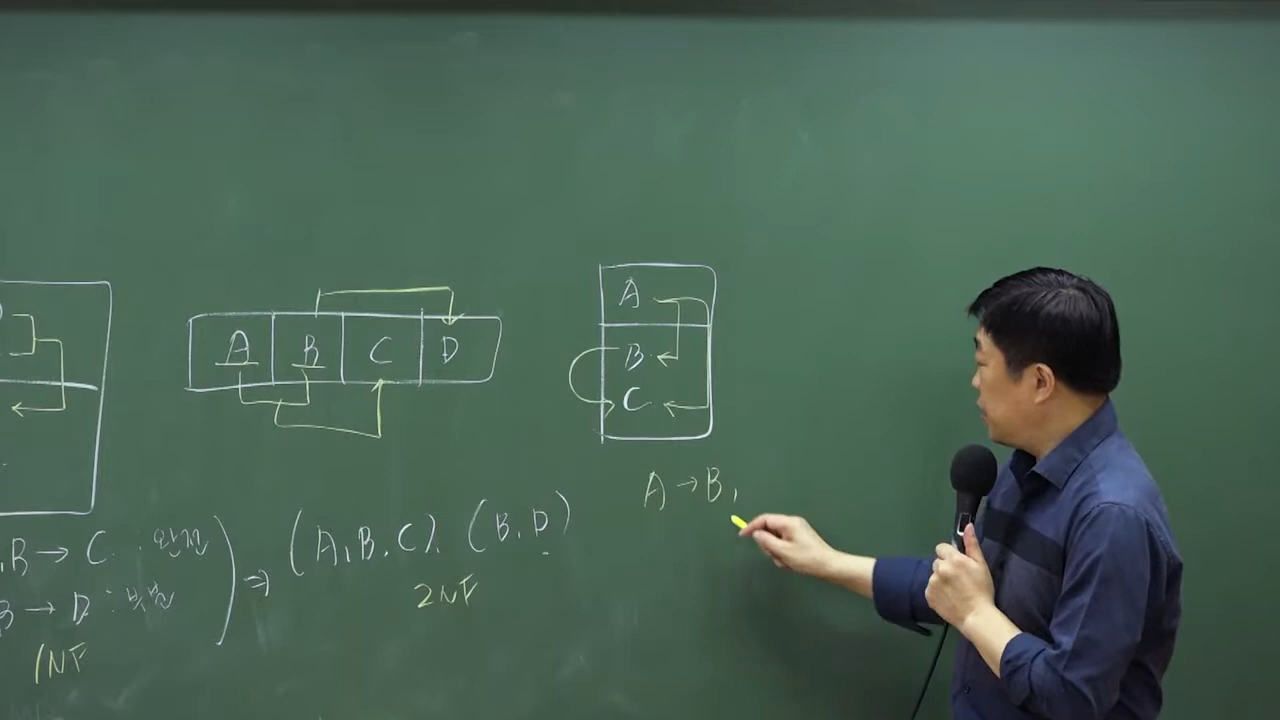 A B C D
A
B
C
A → B,
,B → C : 완전
B → D : 부분
⇒ (A, B, C), (B, D)
1NF
2NF